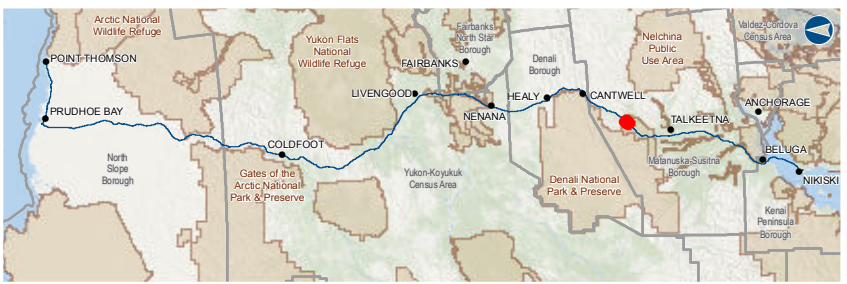 Arctic National
Wildlife Refuge
POINT THOMSON
PRUDHOE BAY
North
Slope
Borough
COLDFOOT
Gates of the
Arctic National
Park & Preserve
Yukon Flats
National
Wildlife Refuge
LIVENGOOD
FAIRBANKS
Fairbanks
North Star
Borough
NENANA
Yukon-Koyukuk
Census Area
Denali
Borough
HEALY
CANTWELL
Denali National
Park & Preserve
Nelchina
Public
Use Area
TALKEETNA
Matanuska-Susitna
Borough
Valdez-Cordova
Census Area
ANCHORAGE
BELUGA
NIKISKI
Kenai
Peninsula
Borough